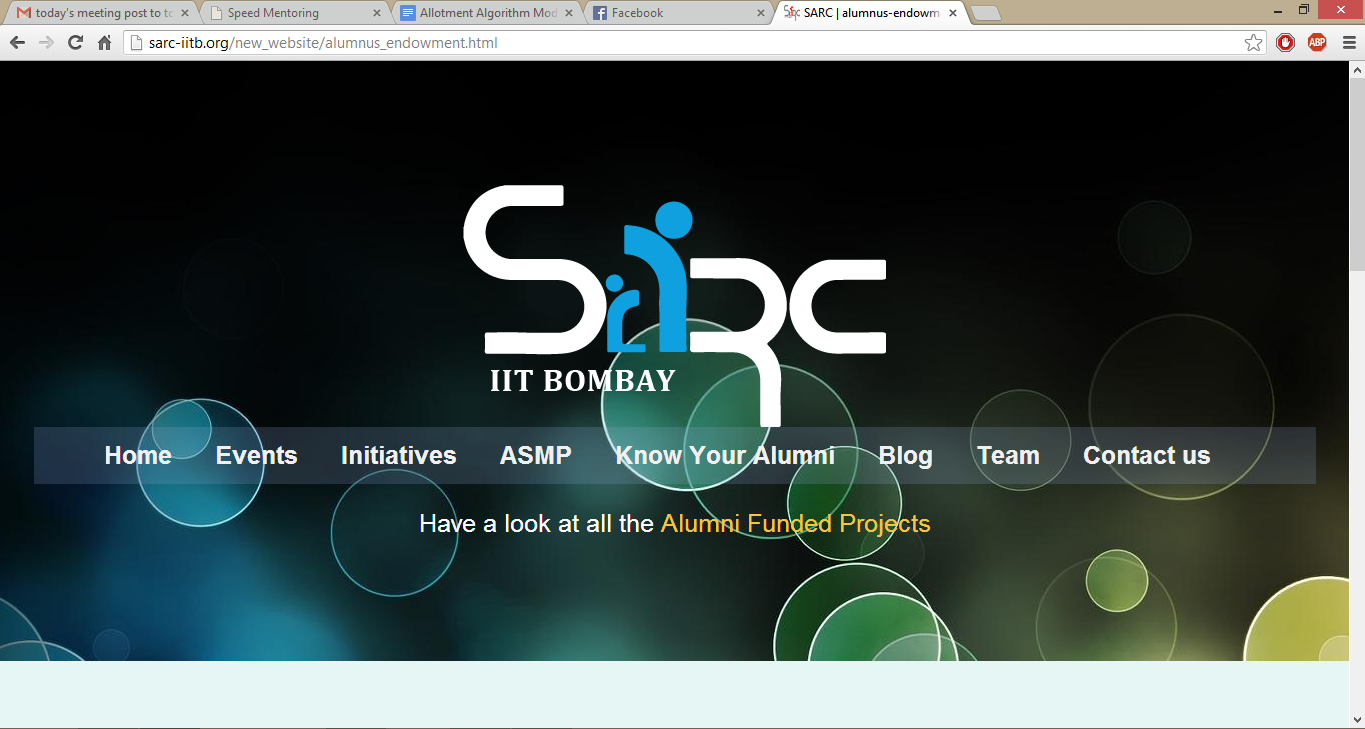 today's meeting post to to
Speed Mentoring
Allotment Algorithm Mod
Facebook
SARC | alumnus-endowm
sarc-iitb.org/new_website/alumnus_endowment.html
ABP
SARC
IIT BOMBAY
Home Events Initiatives ASMP Know Your Alumni Blog Team Contact us
Have a look at all the Alumni Funded Projects